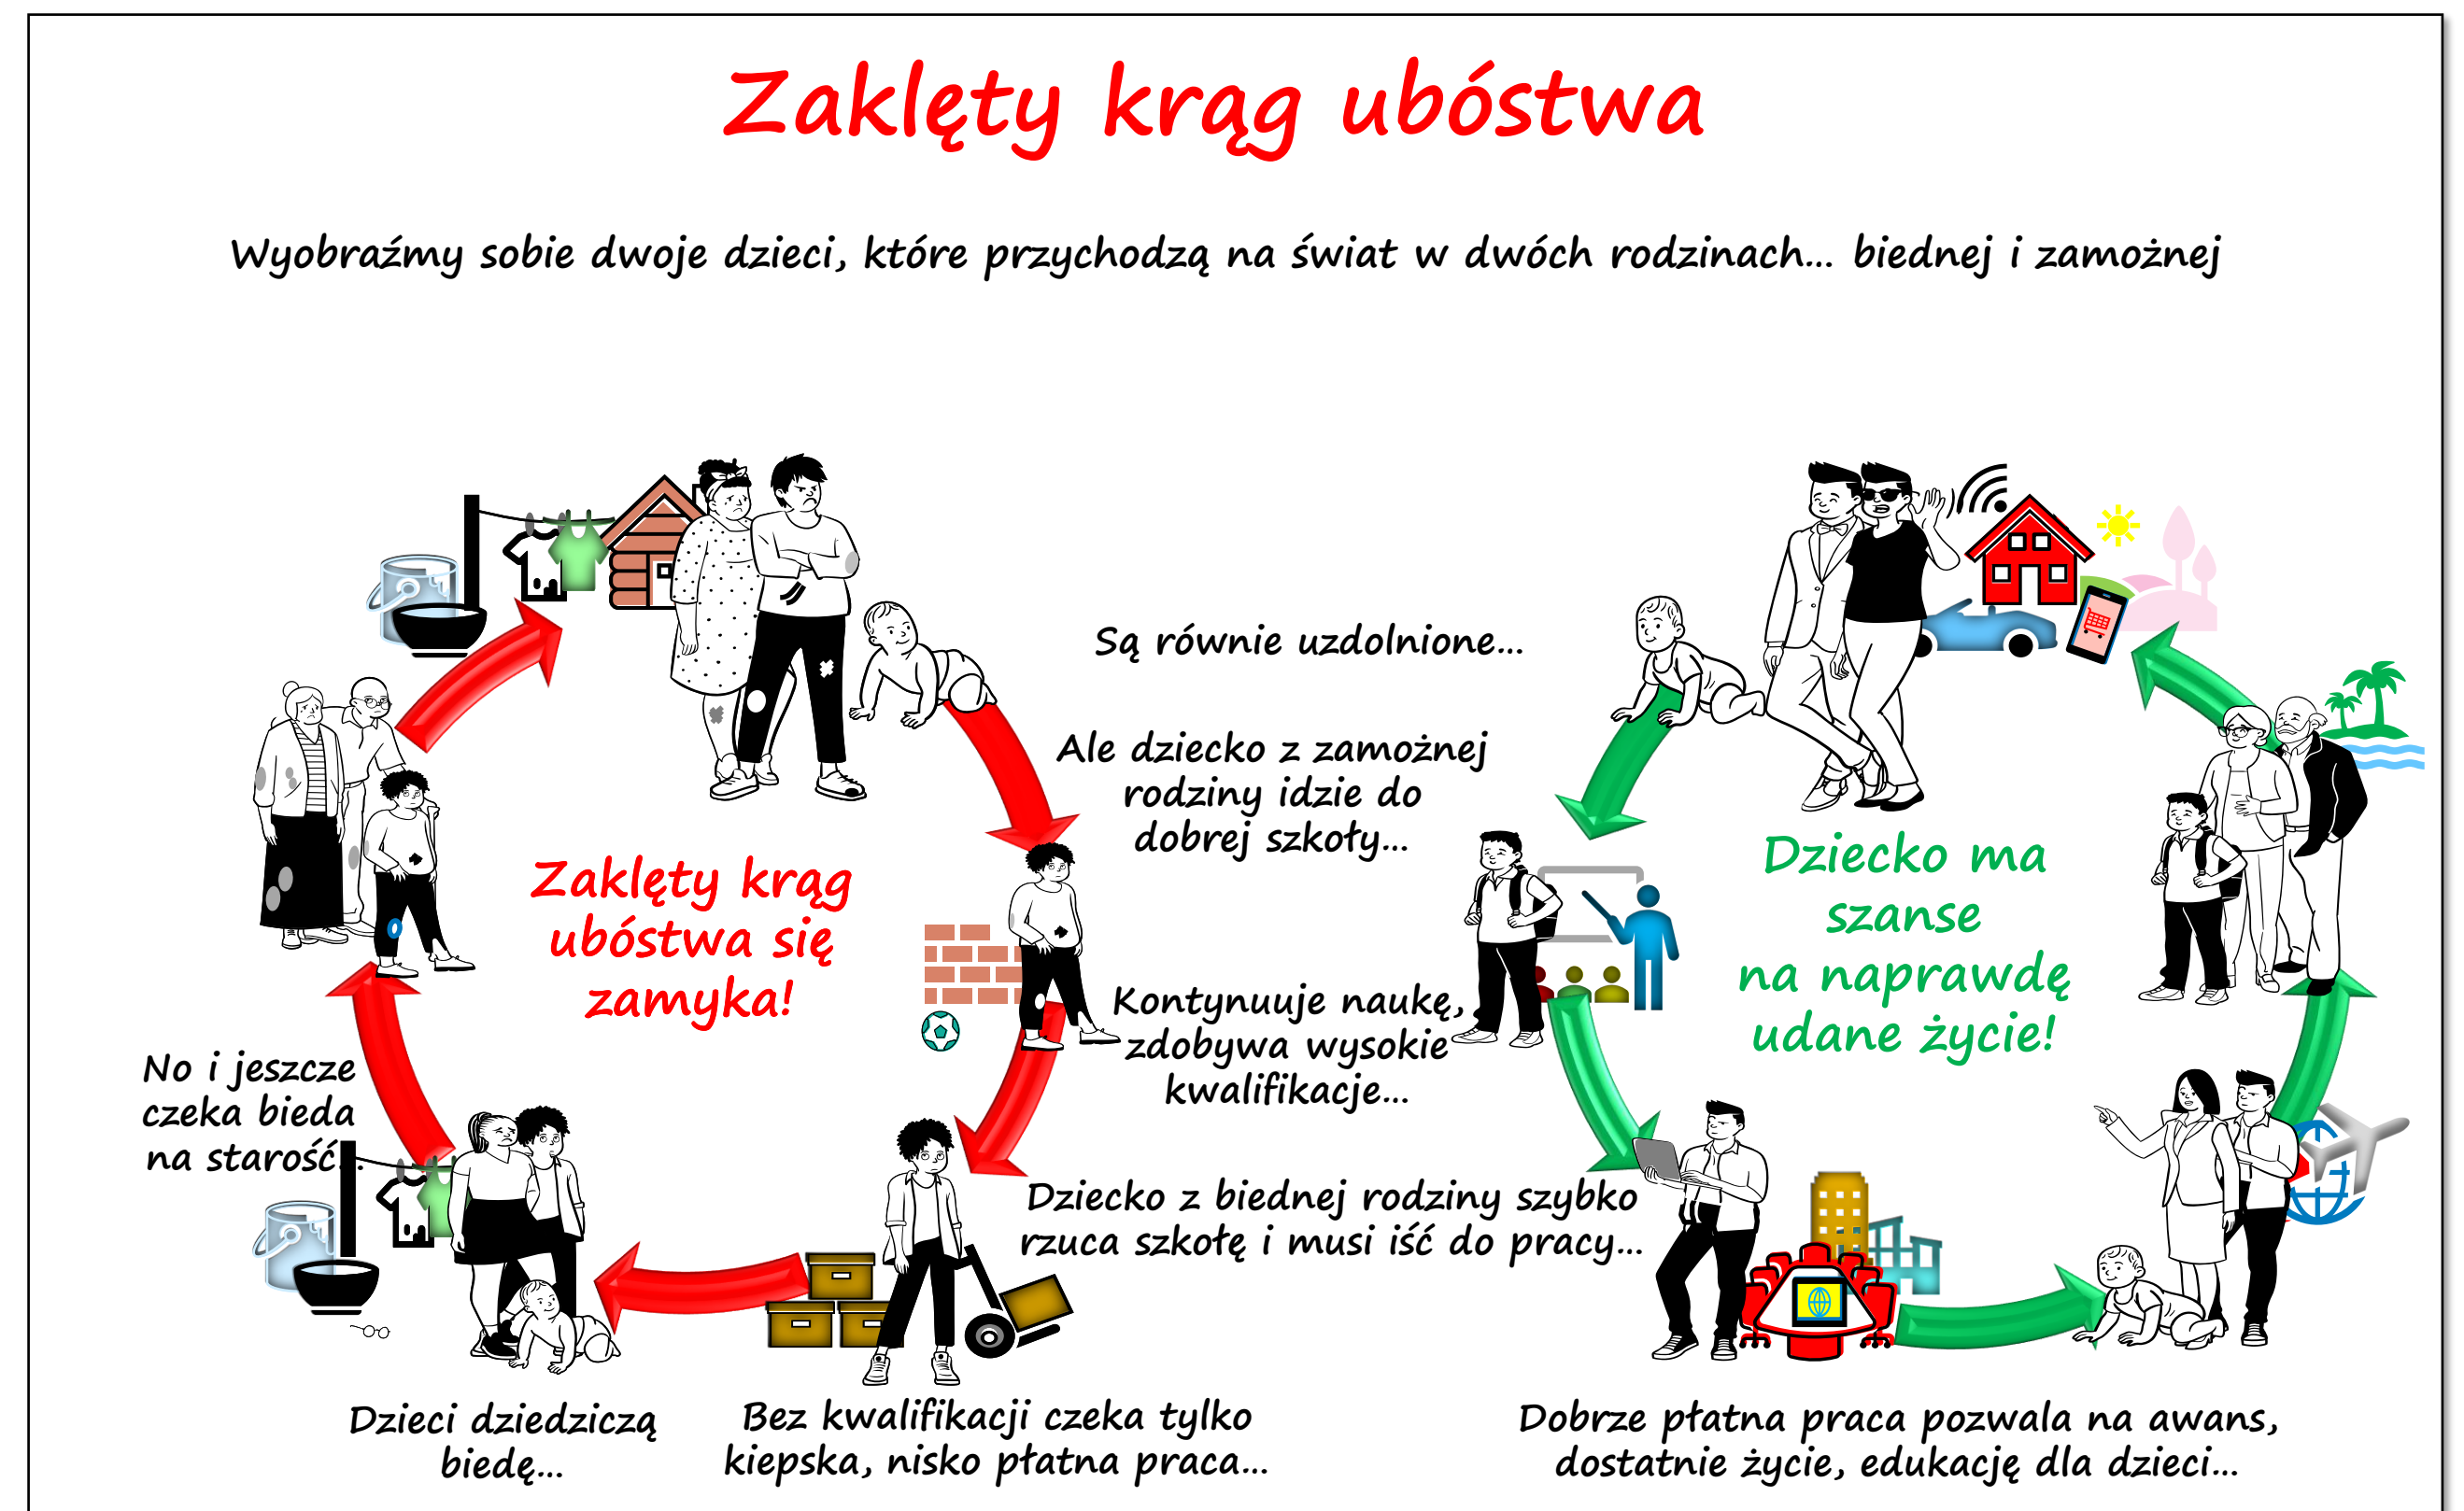 Zaklęty krąg ubóstwa
Wyobraźmy sobie dwoje dzieci, które przychodzą na świat w dwóch rodzinach... biednej i zamożnej
Są równie uzdolnione...
Ale dziecko z zamożnej
rodziny idzie do
dobrej szkoły...
Kontynuuje naukę,
zdobywa wysokie
kwalifikacje...
Dziecko z biednej rodziny szybko
rzuca szkołę i musi iść do pracy...
Bez kwalifikacji czeka tylko
kiepska, nisko płatna praca...
Dzieci dziedziczą
biedę...
No i jeszcze
czeka bieda
na starość...
Zaklęty krąg
ubóstwa się
zamyka!
Dobrze płatna praca pozwala na awans,
dostatnie życie, edukację dla dzieci...
Dziecko ma
szanse
na naprawdę
udane życie!